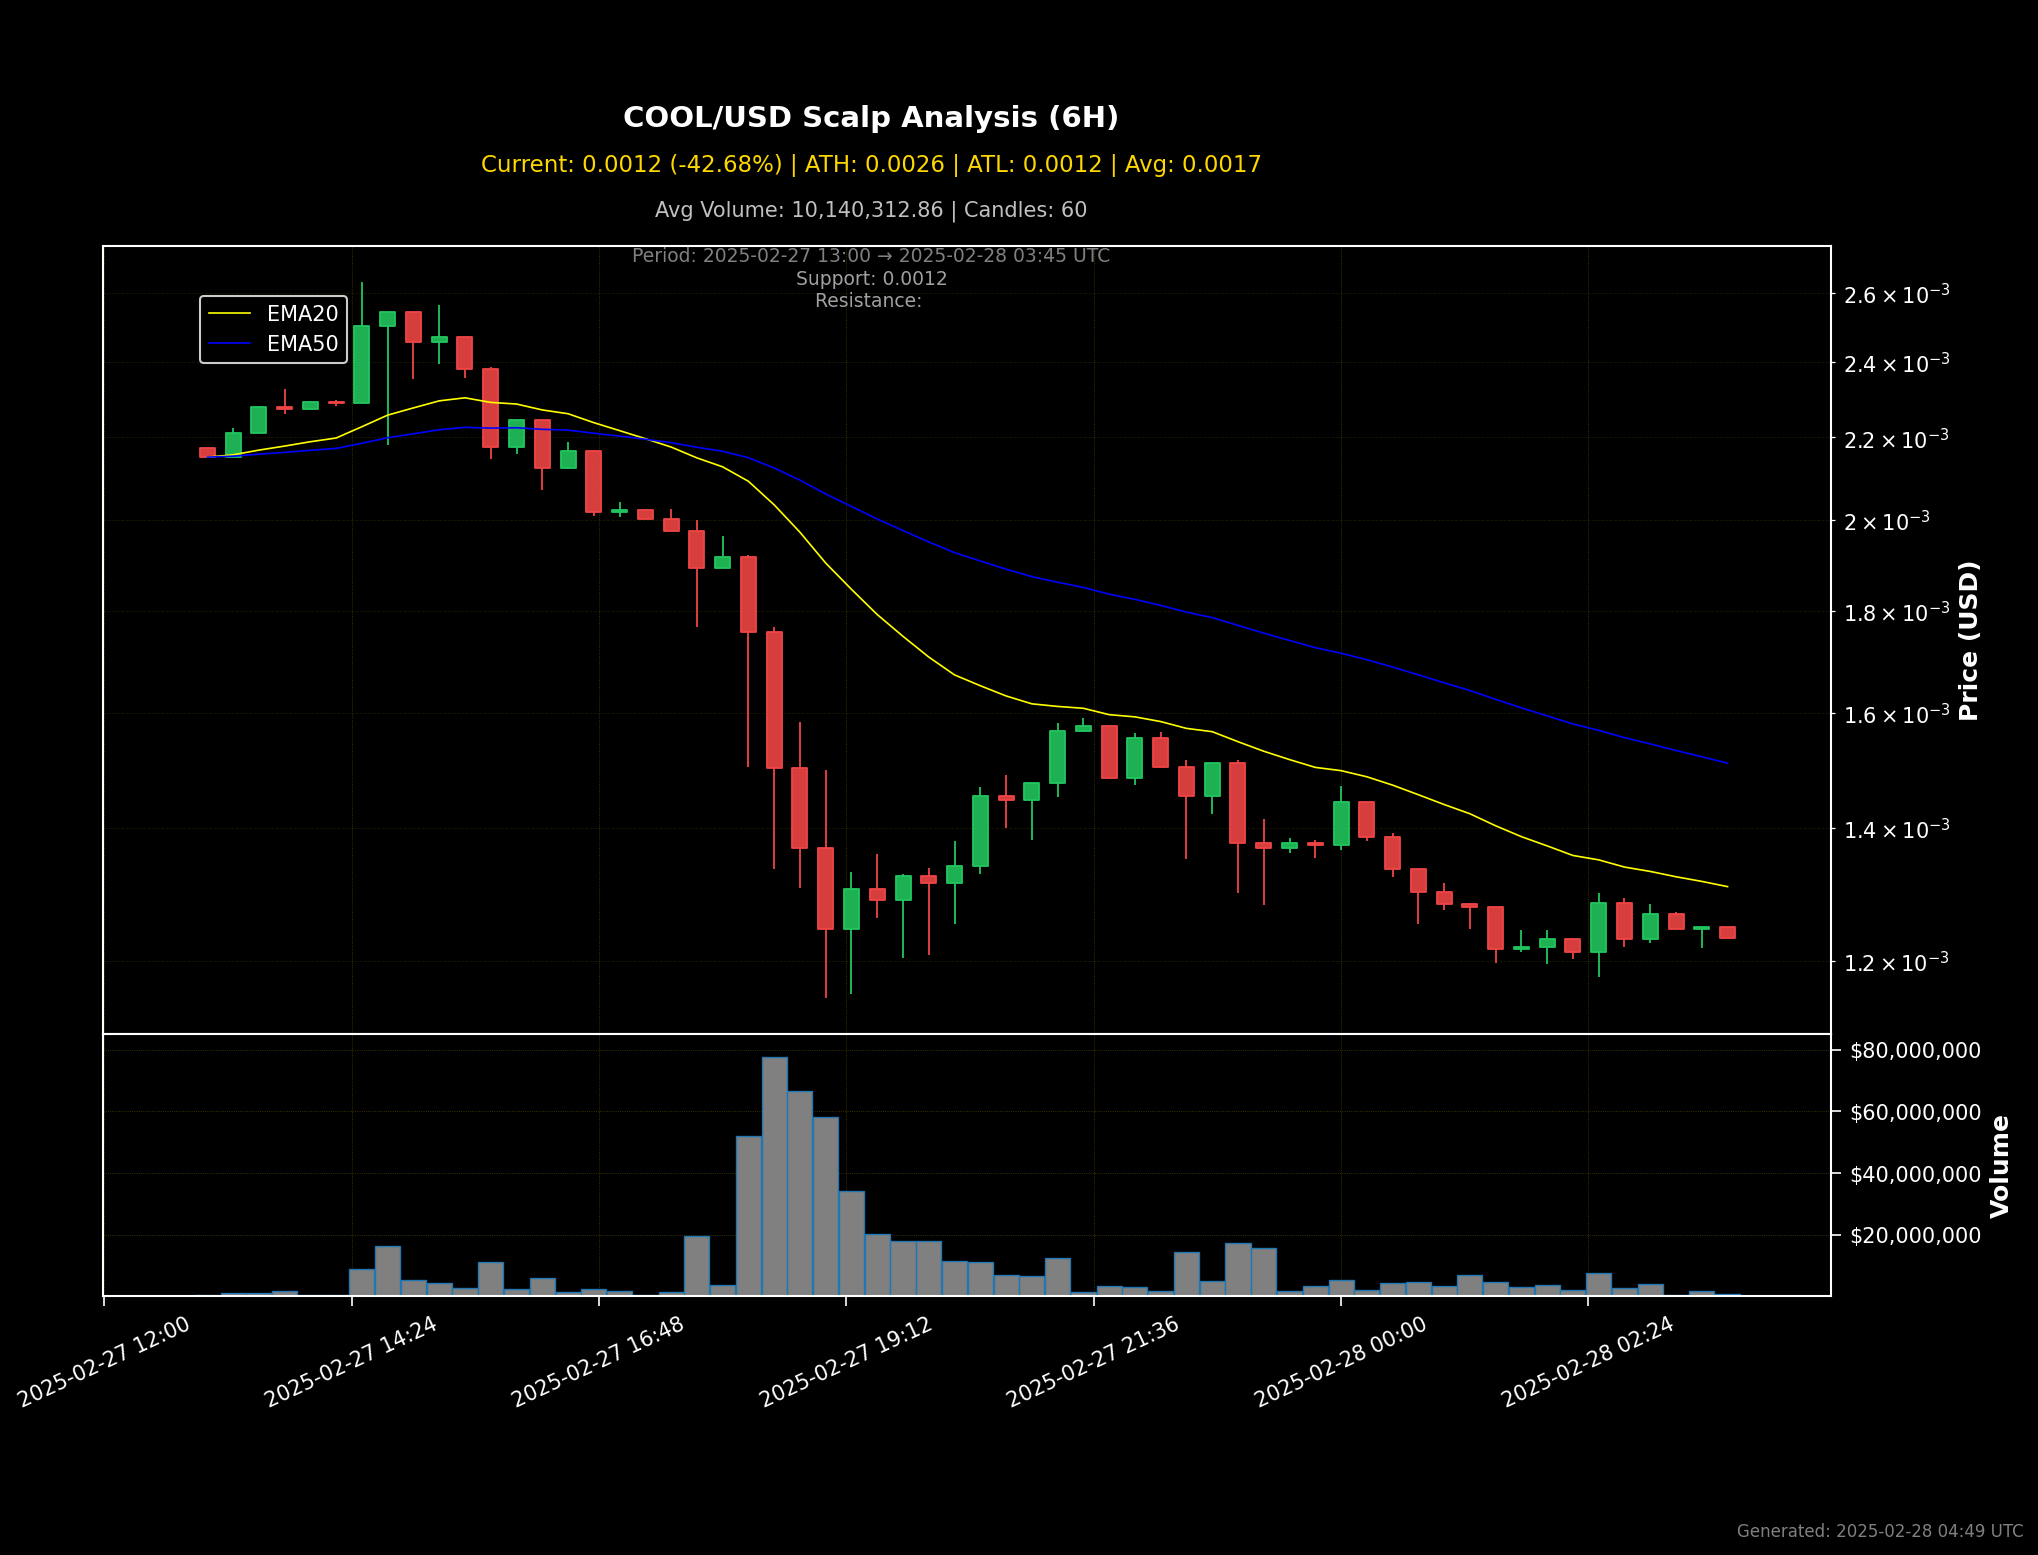 COOL/USD Scalp Analysis (6H)
Current: 0.0012 (-42.68%) | ATH: 0.0026 | ATL: 0.0012 | Avg: 0.0017
Avg Volume: 10,140,312.86 | Candles: 60
Period: 2025-02-27 13:00 → 2025-02-28 03:45 UTC
Support: 0.0012
Resistance:
EMA20
EMA50
2.6 × 10⁻³
2.4 × 10⁻³
2.2 × 10⁻³
2 × 10⁻³
1.8 × 10⁻³
1.6 × 10⁻³
1.4 × 10⁻³
1.2 × 10⁻³
Price (USD)
$80,000,000
$60,000,000
$40,000,000
$20,000,000
Volume
2025-02-27 12:00
2025-02-27 14:24
2025-02-27 16:48
2025-02-27 19:12
2025-02-27 21:36
2025-02-28 00:00
2025-02-28 02:24
Generated: 2025-02-28 04:49 UTC